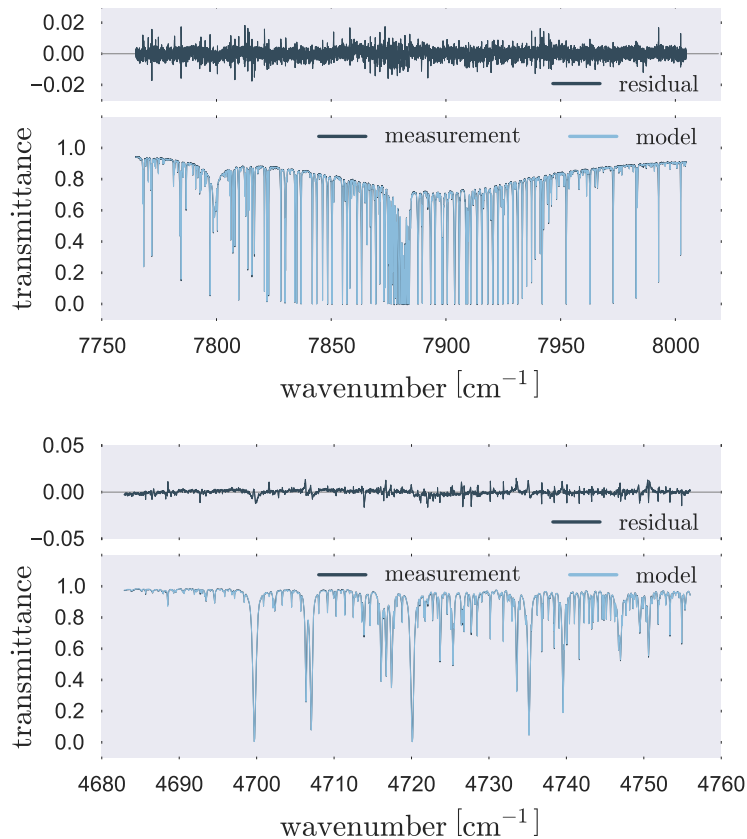 0.02
0.00
−0.02
residual
measurement model
1.0
0.8
0.6
0.4
0.2
0.0
transmittance
7750 7800 7850 7900 7950 8000
wavenumber [cm⁻¹]
0.05
0.00
−0.05
residual
measurement model
1.0
0.8
0.6
0.4
0.2
0.0
transmittance
4680 4690 4700 4710 4720 4730 4740 4750 4760
wavenumber [cm⁻¹]